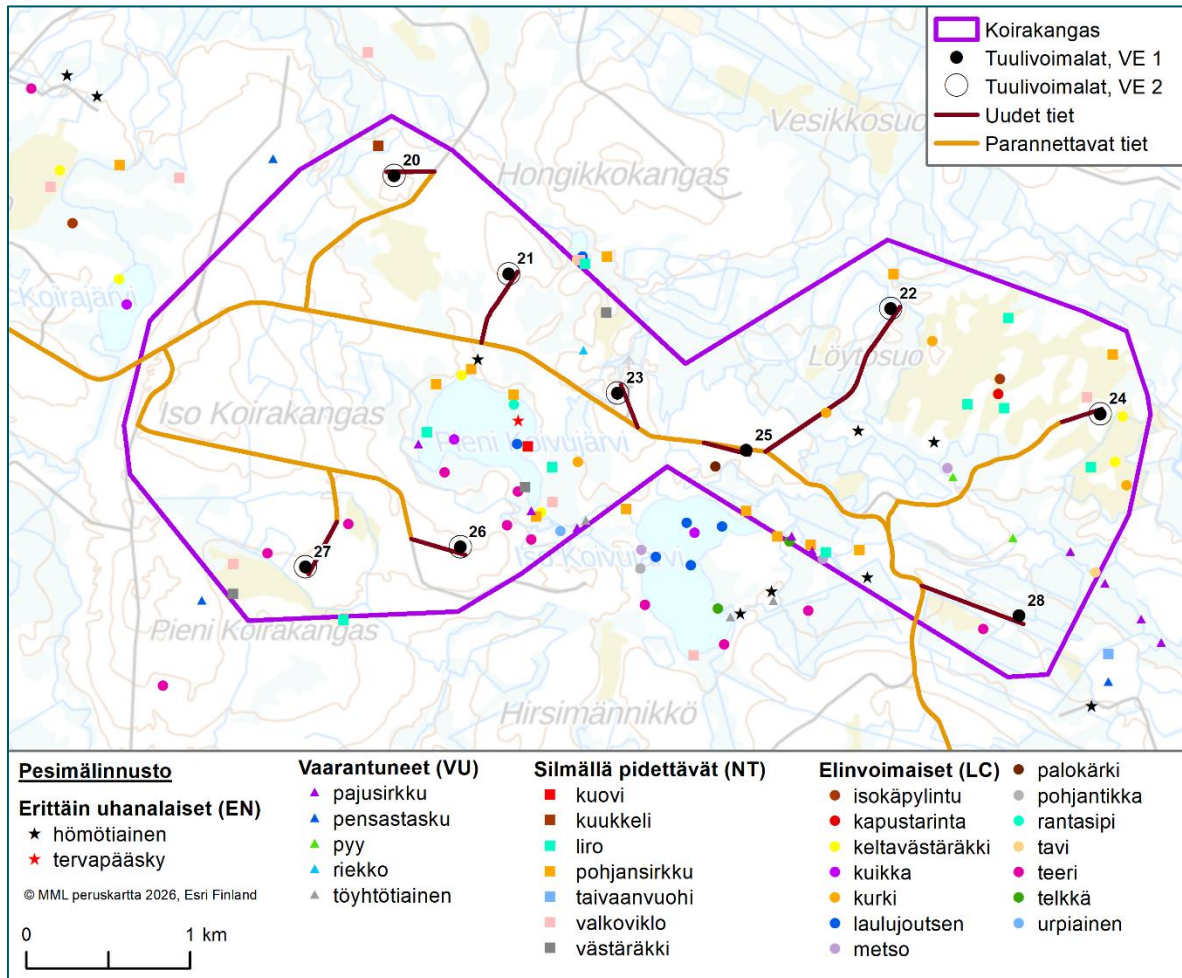 Koirakangas
Tuulivoimalat, VE 1
Tuulivoimalat, VE 2
Uudet tiet
Parannettavat tiet
Vesikkosuo
Hongikkokangas
20
21
22
23
24
25
26
27
28
Koirajärvi
Iso Koirakangas
Pieni Koivujärvi
Löytösuo
Iso Koivujärvi
Pieni Koirakangas
Hirsimännikkö
Pesimälinnusto
Erittäin uhanalaiset (EN)
hömötiainen
tervapääsky
© MML peruskartta 2026, Esri Finland
0 1 km
Vaarantuneet (VU)
pajusirkku
pensastasku
pyy
riekko
töyhtötiainen
Silmällä pidettävät (NT)
kuovi
kuukkeli
liro
pohjansirkku
taivaanvuohi
valkoviklo
västäräkki
Elinvoimaiset (LC)
isokäpylintu
kapustarinta
keltavästäräkki
kuikka
kurki
laulujoutsen
metso
palokärki
pohjantikka
rantasipi
tavi
teeri
telkkä
urpiainen